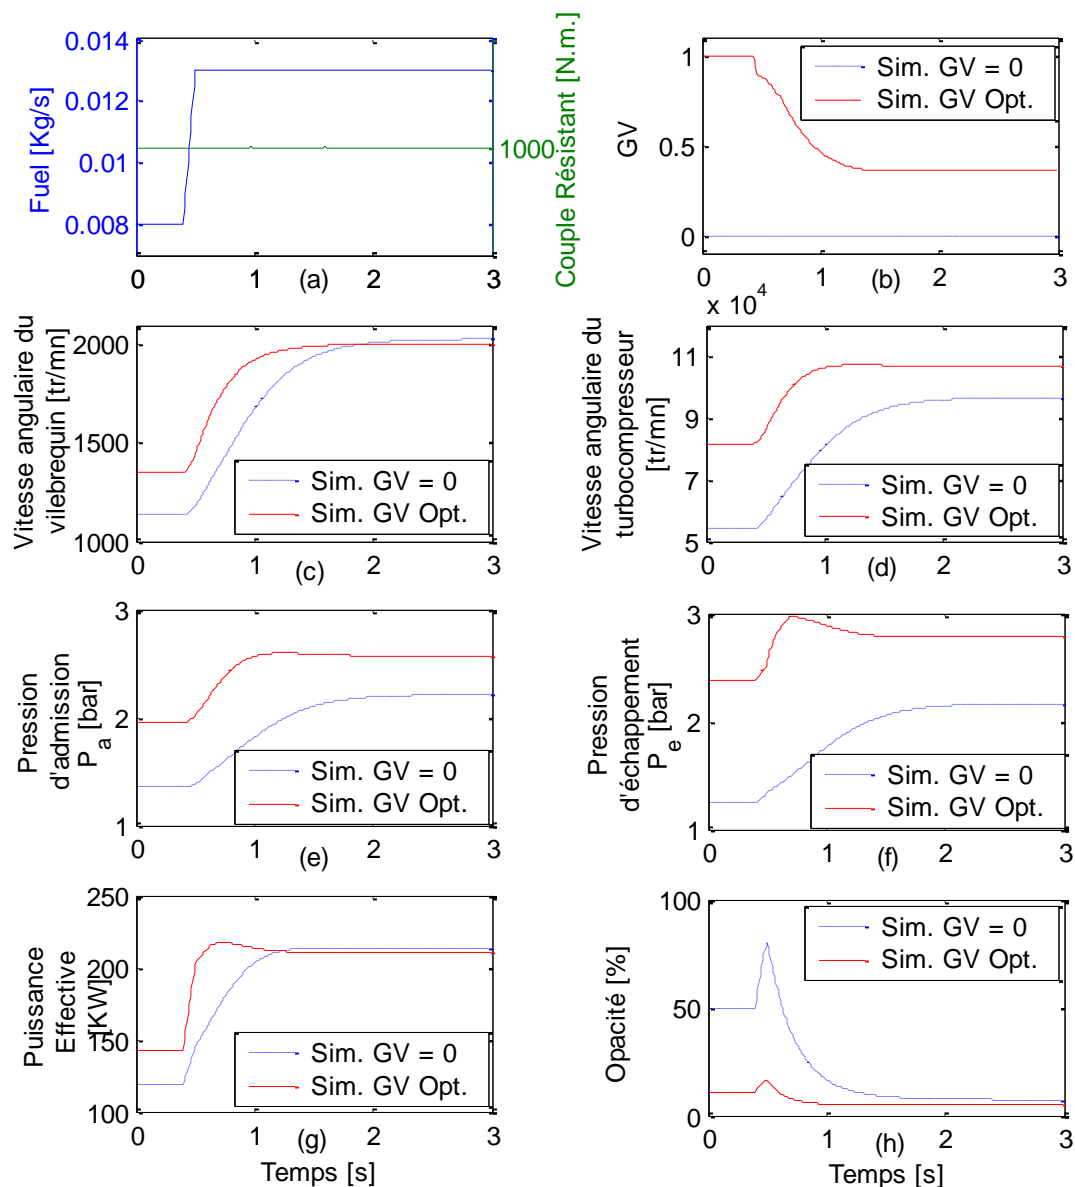 0.014
0.012
0.01
0.008
Fuel [Kg/s]
1000
Couple Résistant [N.m.]
0 1 2 3
(a)
1
0.5
0
GV
Sim. GV = 0
Sim. GV Opt.
0 1 2 3
(b)
2000
1500
1000
Vitesse angulaire du
vilebrequin [tr/mn]
Sim. GV = 0
Sim. GV Opt.
0 1 2 3
(c)
x 10^4
11
9
7
5
Vitesse angulaire du
turbocompresseur
[tr/mn]
Sim. GV = 0
Sim. GV Opt.
0 1 2 3
(d)
3
2
1
Pression
d'admission
P_a [bar]
Sim. GV = 0
Sim. GV Opt.
0 1 2 3
(e)
3
2
1
Pression
d'échappement
P_e [bar]
Sim. GV = 0
Sim. GV Opt.
0 1 2 3
(f)
250
200
150
100
Puissance
Effective
[KW]
Sim. GV = 0
Sim. GV Opt.
0 1 2 3
(g)
Temps [s]
100
50
0
Opacité [%]
Sim. GV = 0
Sim. GV Opt.
0 1 2 3
(h)
Temps [s]